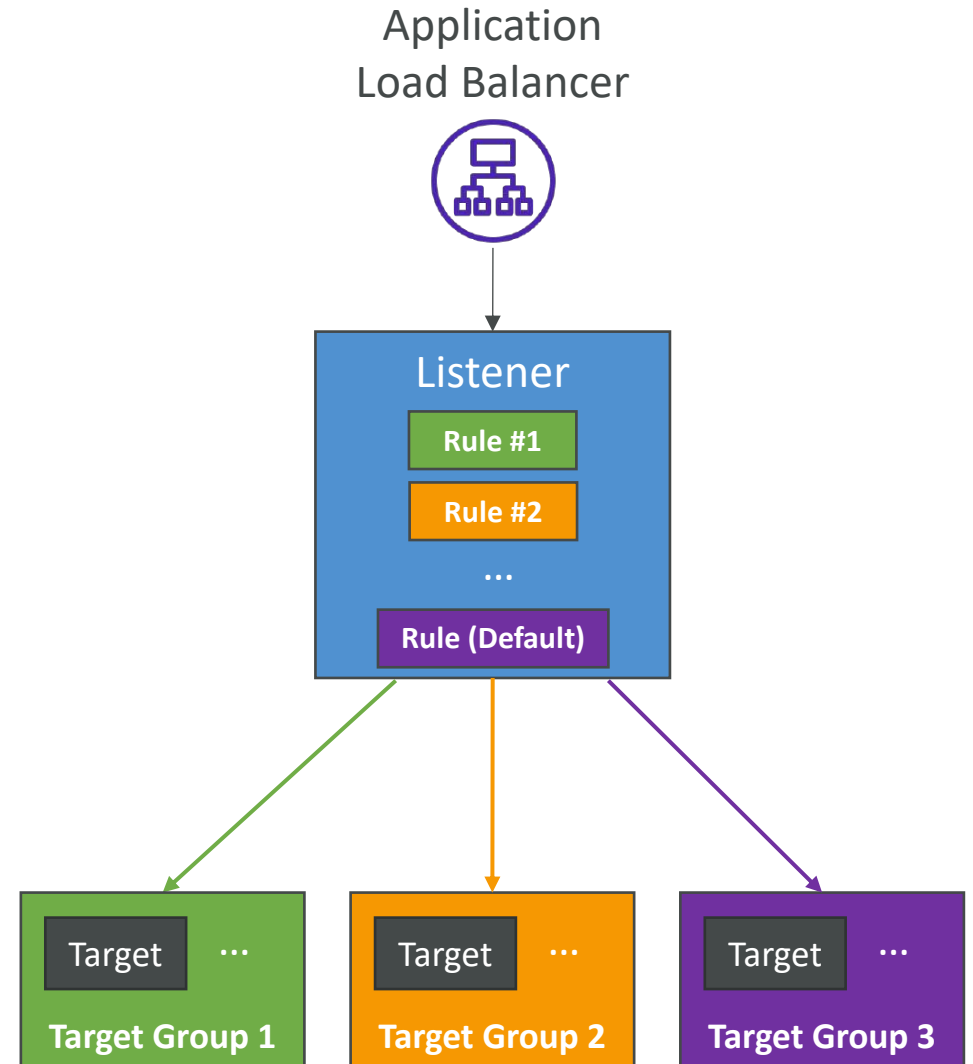 Application
Load Balancer
Listener
Rule #1
Rule #2
...
Rule (Default)
Target ...
Target Group 1
Target ...
Target Group 2
Target ...
Target Group 3